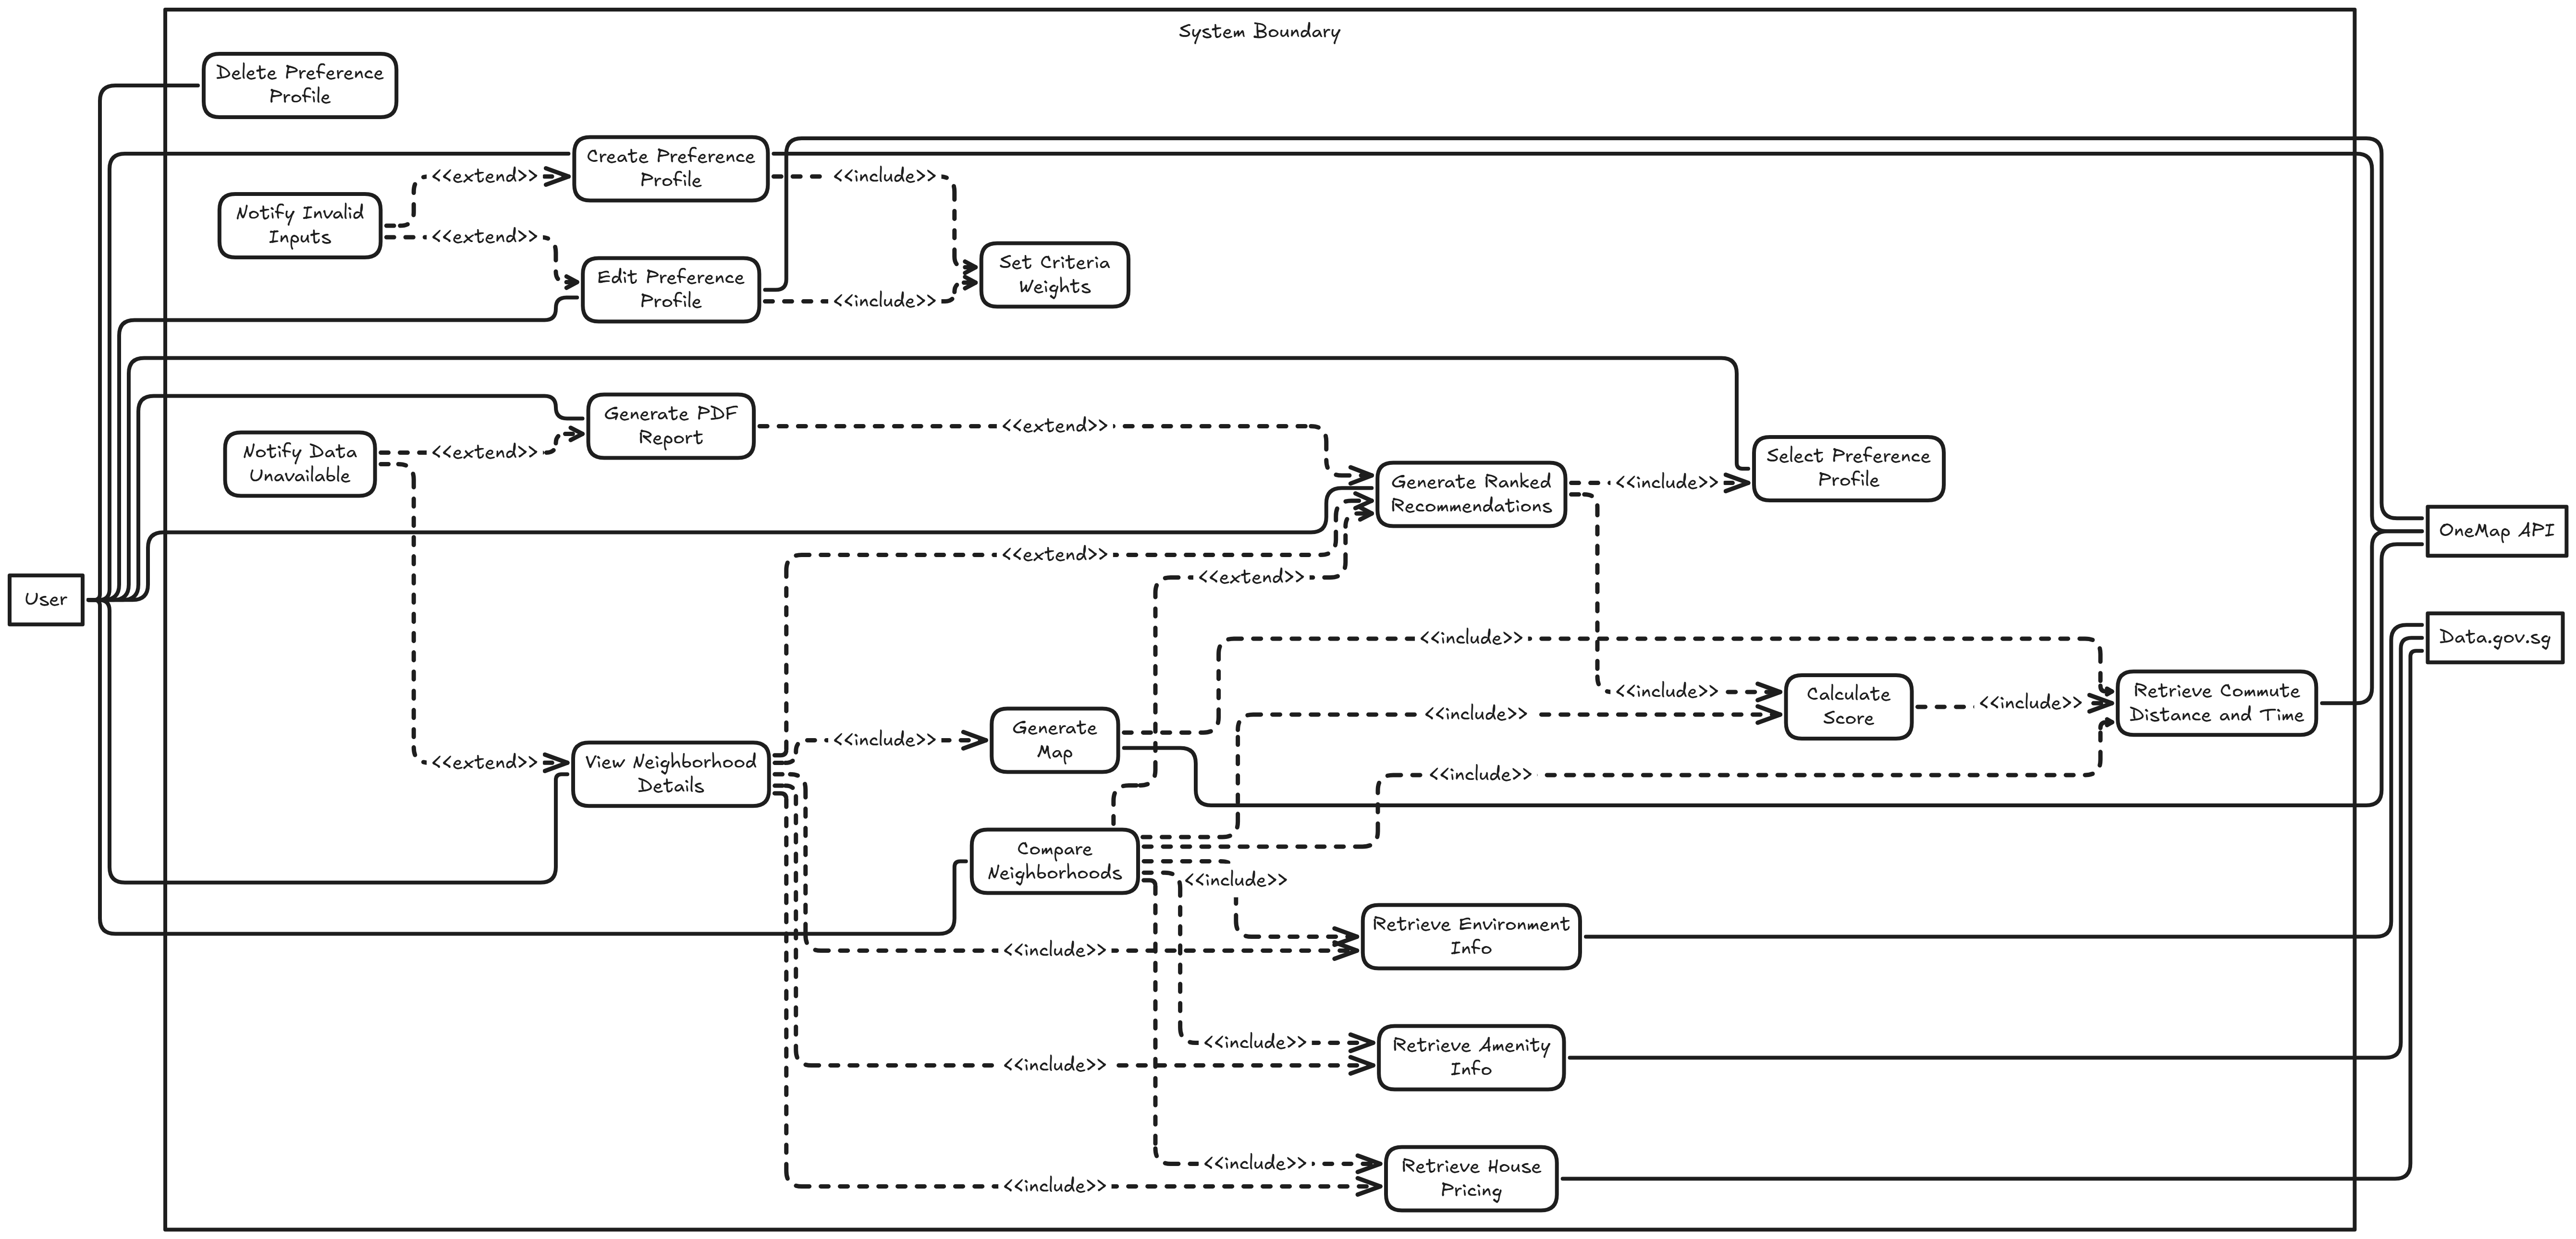 System Boundary
Delete Preference
Profile
Create Preference
Profile
<<extend>>
<<include>>
Notify Invalid
Inputs
<<extend>>
Edit Preference
Profile
<<include>>
Set Criteria
Weights
Generate PDF
Report
<<extend>>
Notify Data
Unavailable
<<extend>>
Generate Ranked
Recommendations
<<include>>
Select Preference
Profile
OneMap API
<<extend>>
<<extend>>
User
Data.gov.sg
<<include>>
<<include>>
Calculate
Score
<<include>>
Retrieve Commute
Distance and Time
<<include>>
Generate
Map
<<include>>
<<extend>>
View Neighborhood
Details
<<include>>
Compare
Neighborhoods
<<include>>
Retrieve Environment
Info
<<include>>
<<include>>
Retrieve Amenity
Info
<<include>>
<<include>>
Retrieve House
Pricing
<<include>>